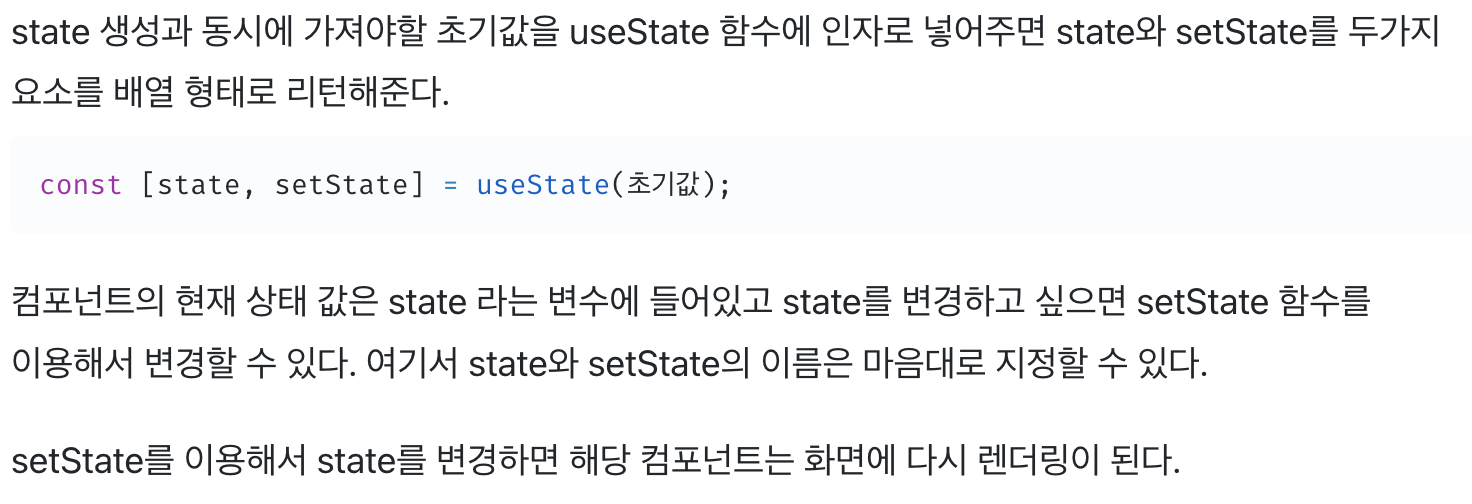 state 생성과 동시에 가져야할 초기값을 useState 함수에 인자로 넣어주면 state와 setState를 두가지
요소를 배열 형태로 리턴해준다.
const [state, setState] = useState(초기값);
컴포넌트의 현재 상태 값은 state 라는 변수에 들어있고 state를 변경하고 싶으면 setState 함수를
이용해서 변경할 수 있다. 여기서 state와 setState의 이름은 마음대로 지정할 수 있다.
setState를 이용해서 state를 변경하면 해당 컴포넌트는 화면에 다시 렌더링이 된다.